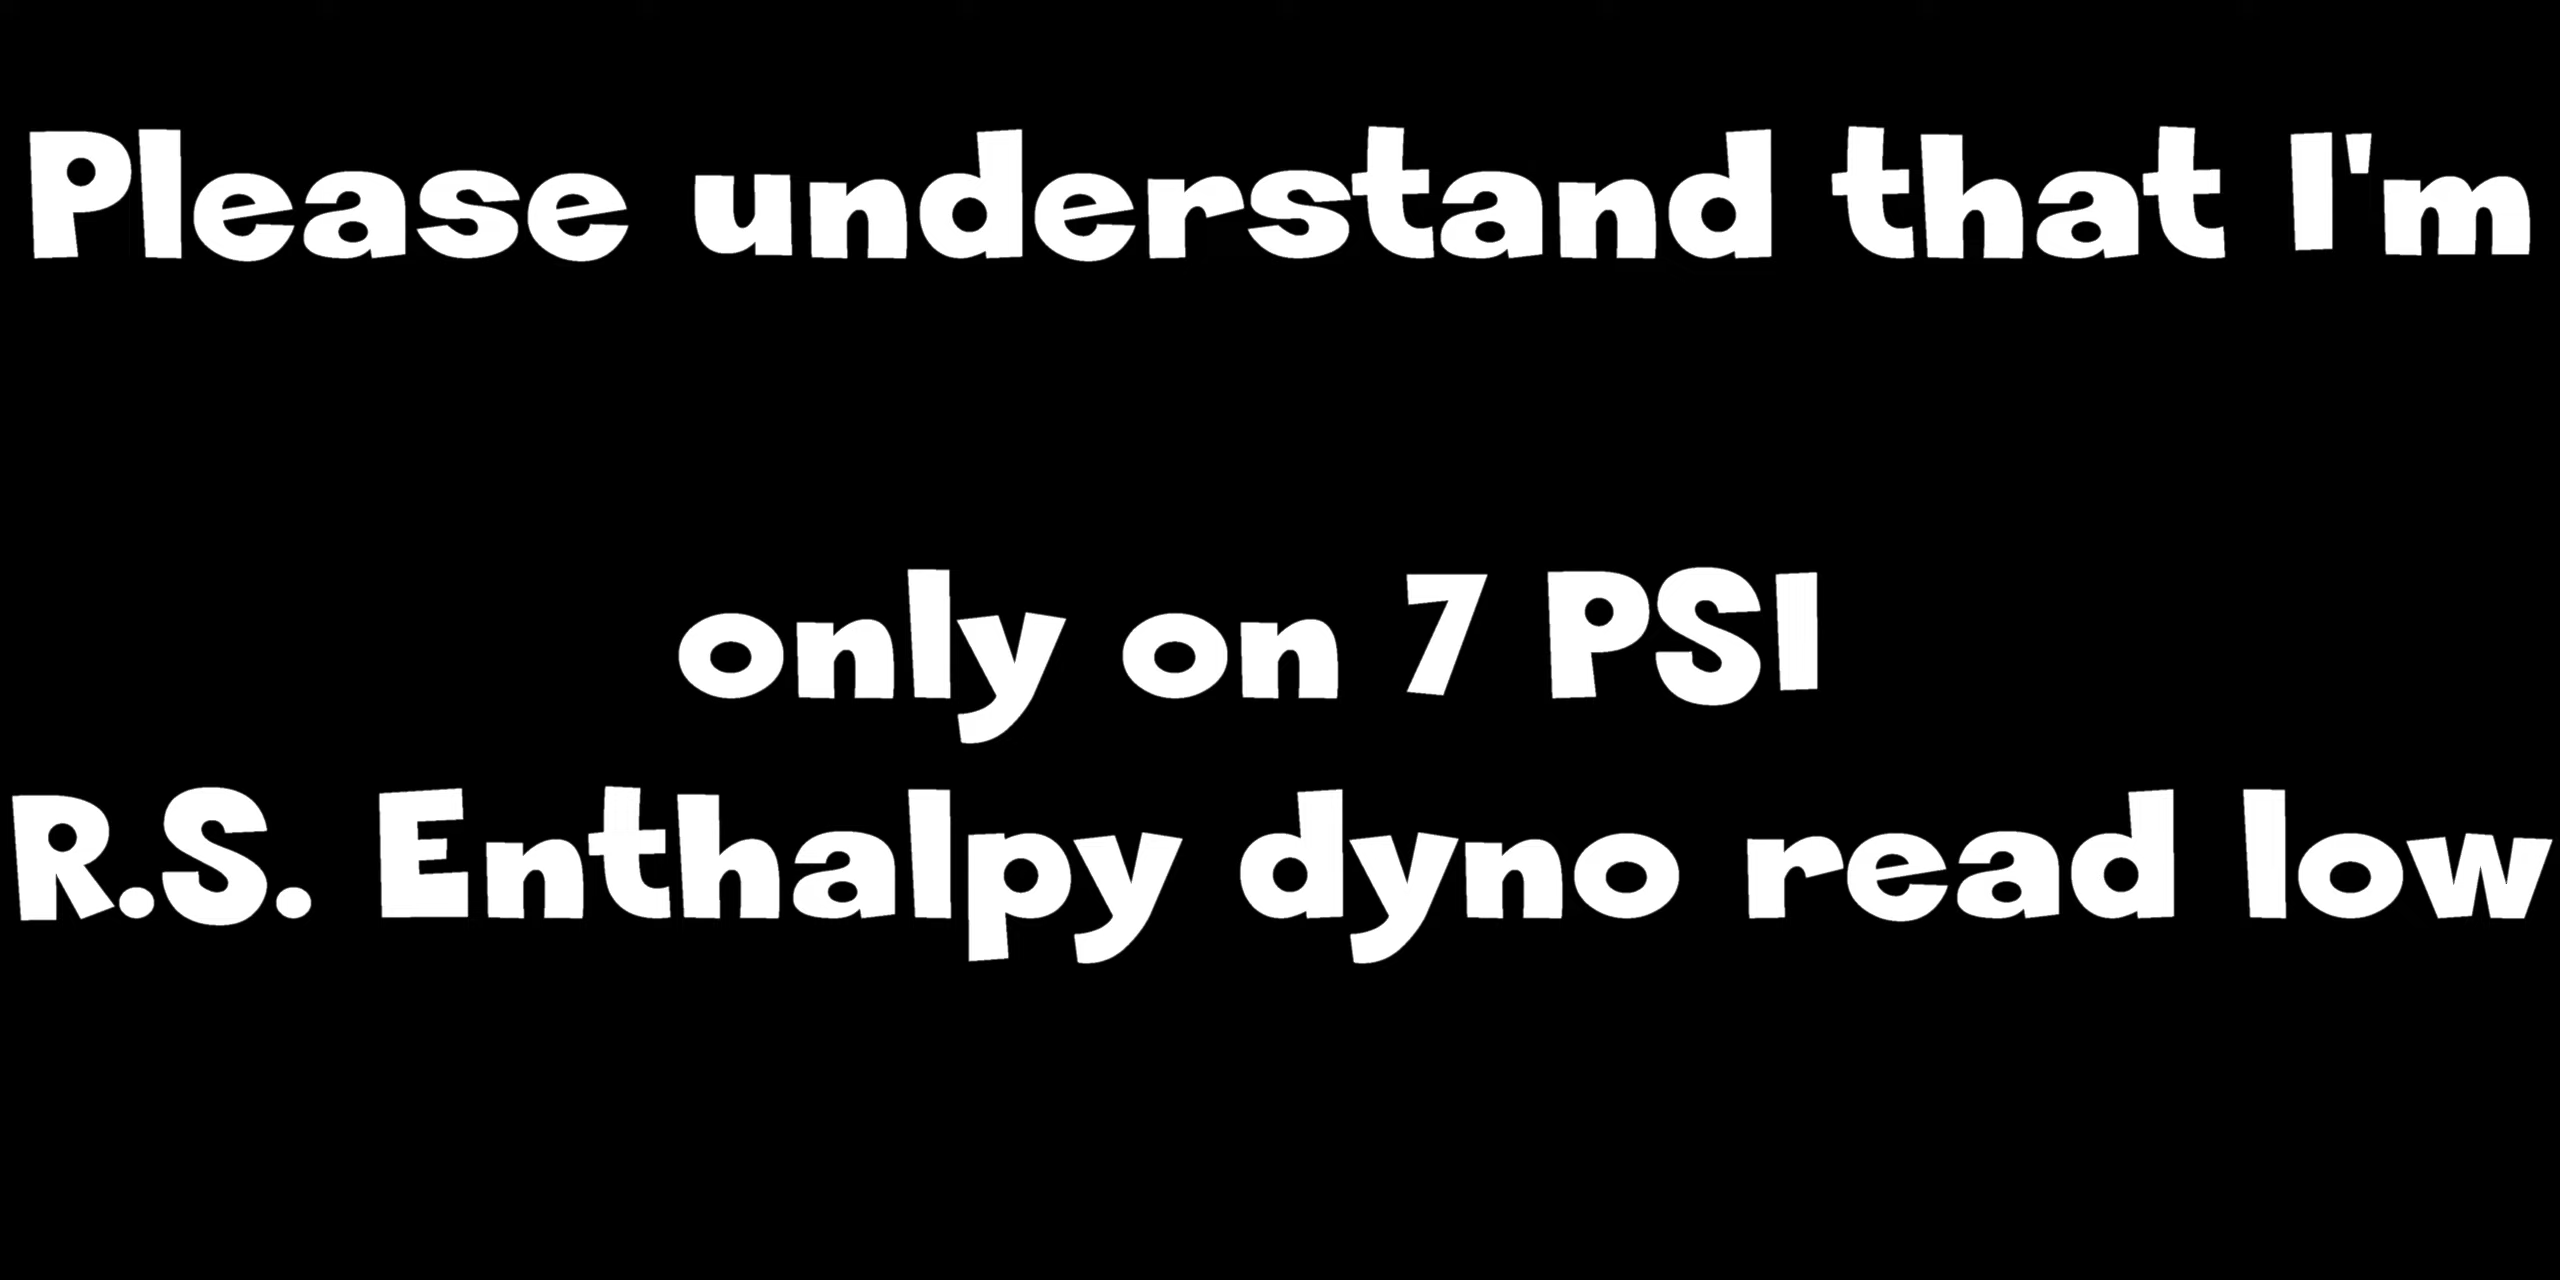 Please understand that I'm
only on 7 PSI
R.S. Enthalpy dyno read low